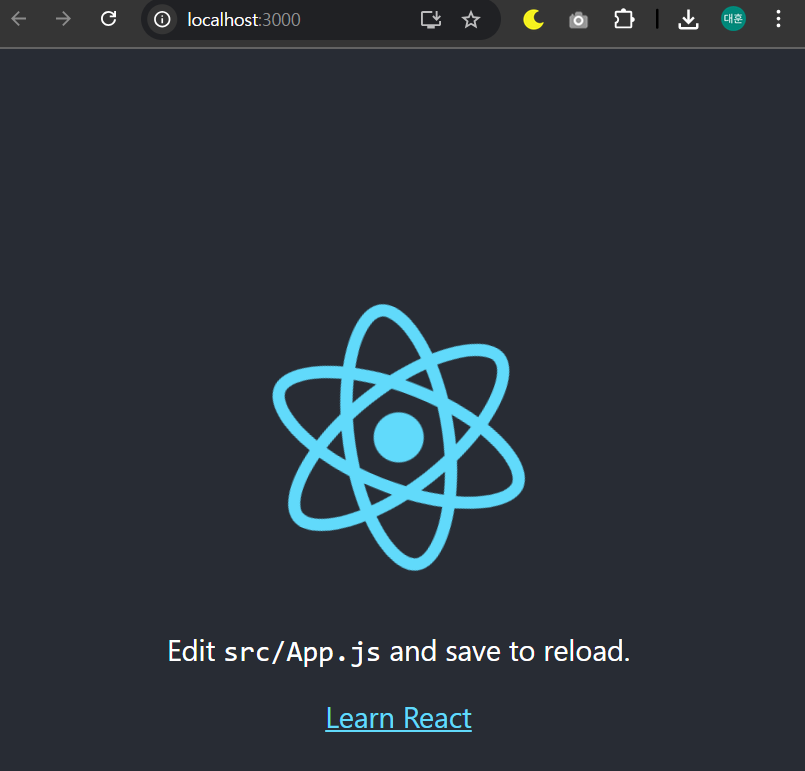 localhost:3000
대훈
Edit src/App.js and save to reload.
Learn React